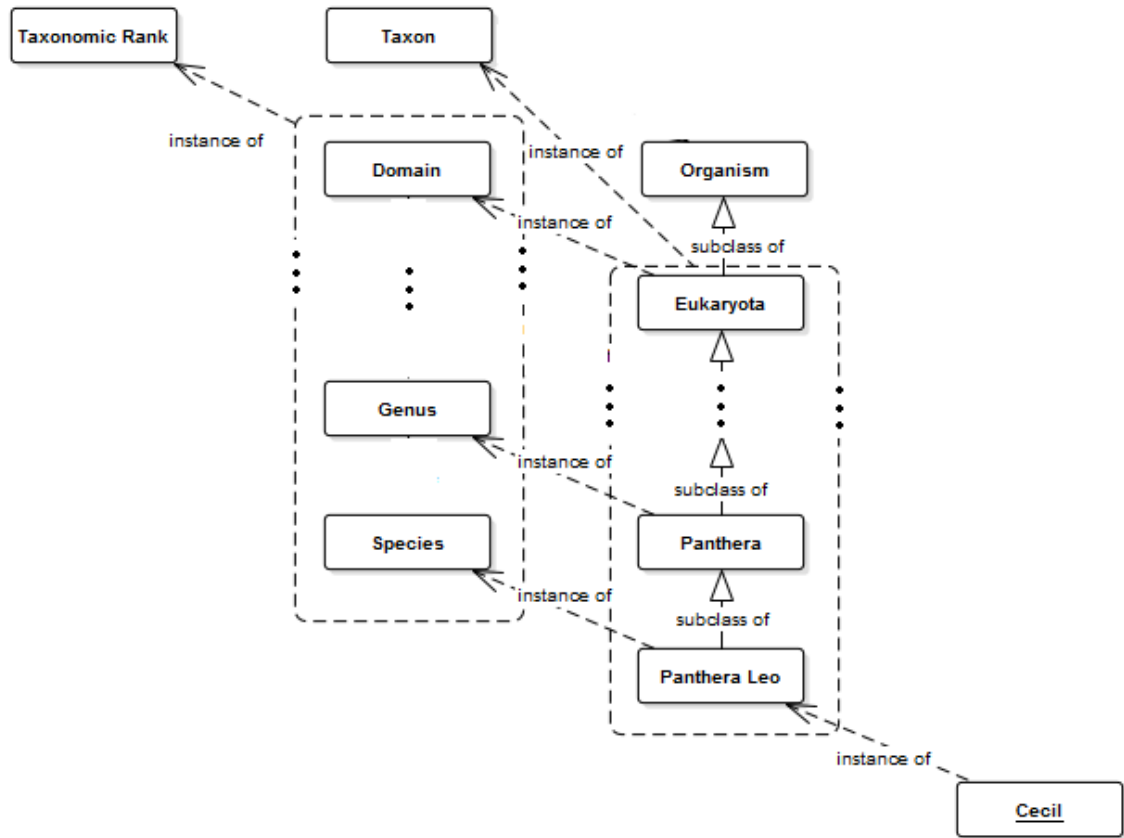 Taxonomic Rank
Taxon
instance of
instance of
Domain
Organism
instance of
subclass of
Eukaryota
Genus
instance of
subclass of
Species
Panthera
instance of
subclass of
Panthera Leo
instance of
Cecil